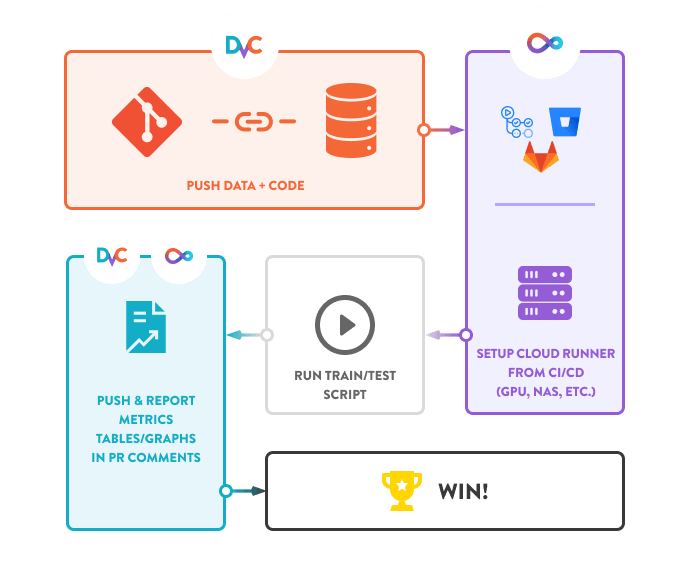 DVC
PUSH DATA + CODE
SETUP CLOUD RUNNER
FROM CI/CD
(GPU, NAS, ETC.)
RUN TRAIN/TEST
SCRIPT
DVC
PUSH & REPORT
METRICS
TABLES/GRAPHS
IN PR COMMENTS
WIN!